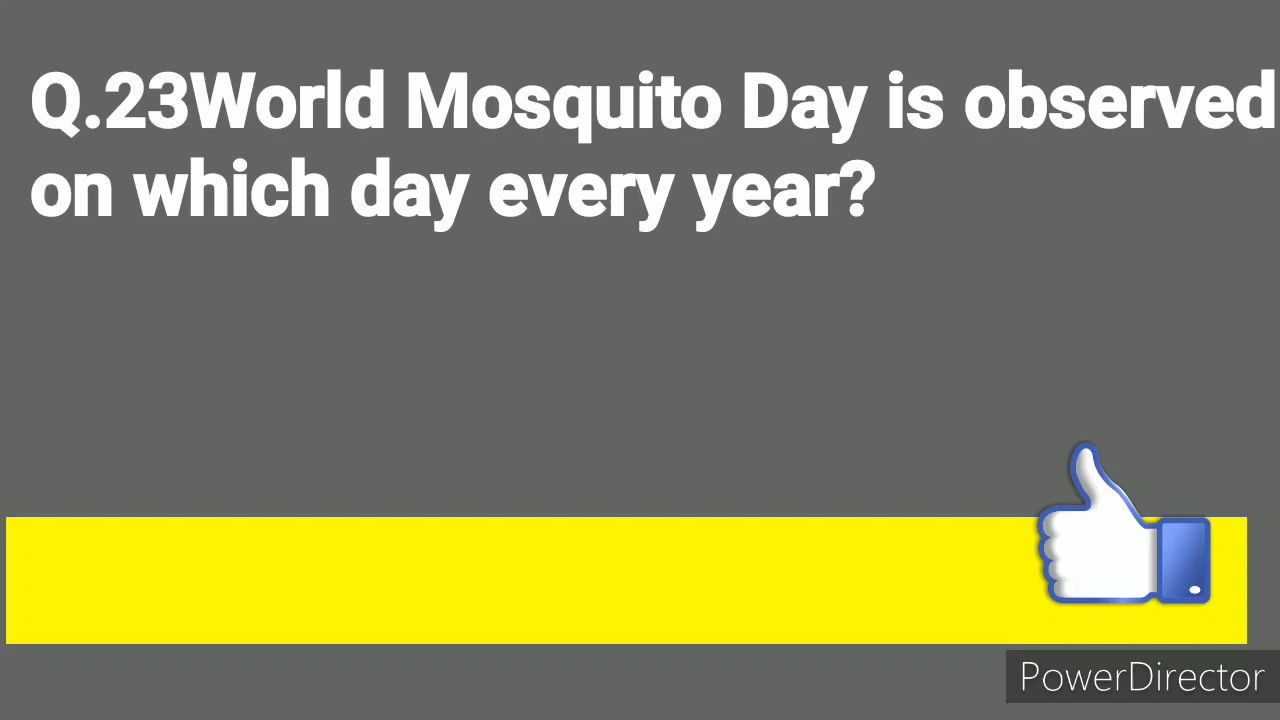 Q.23World Mosquito Day is observed
on which day every year?
PowerDirector